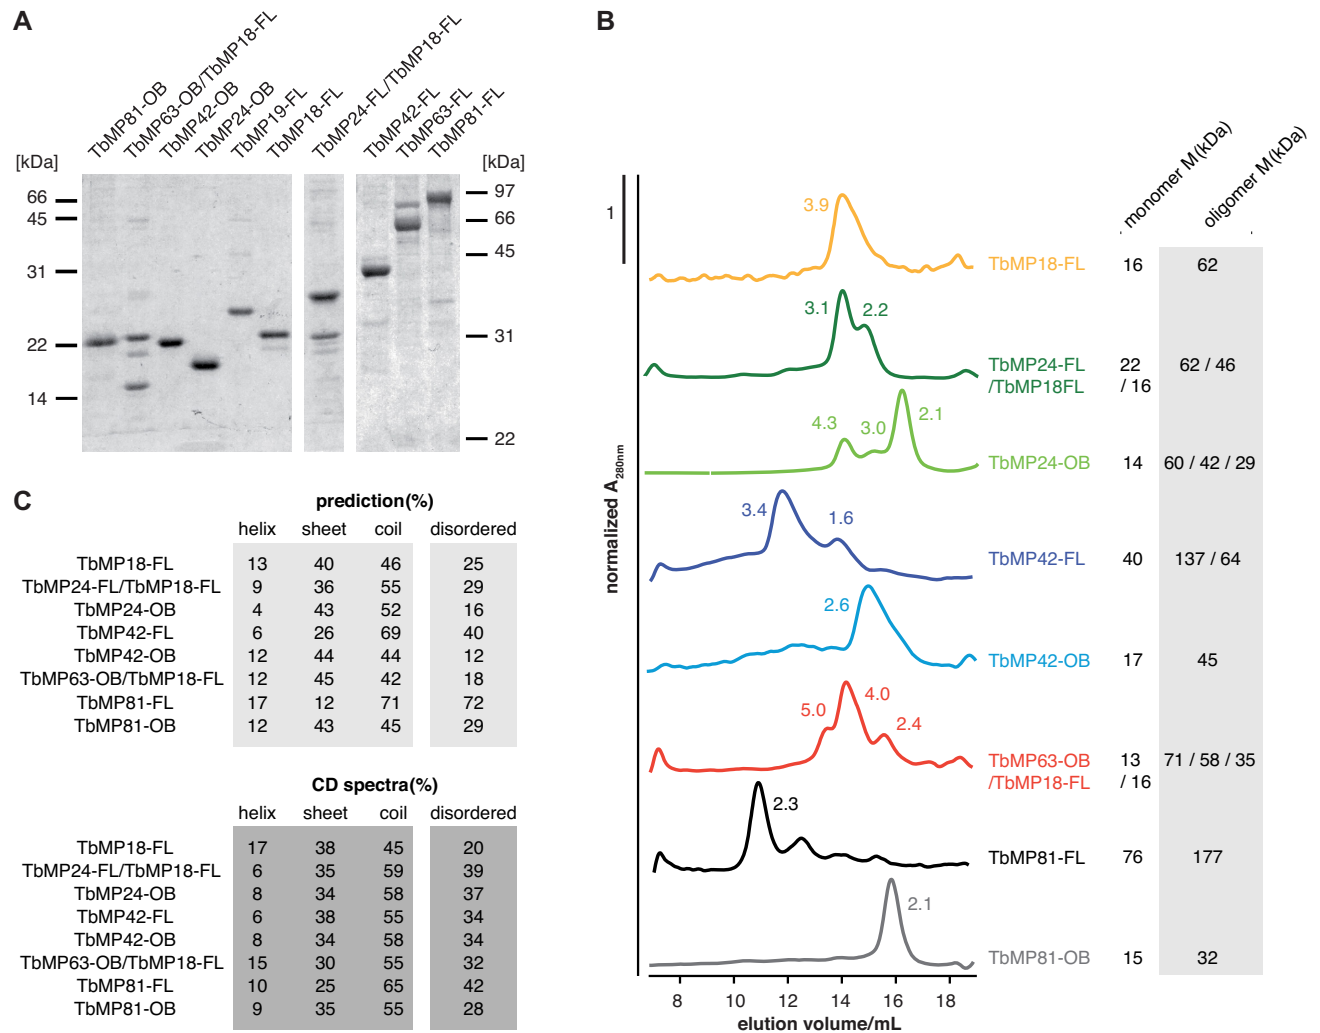 A
TbMP81-OB
TbMP63-OB/TbMP18-FL
TbMP42-OB
TbMP24-OB
TbMP19-FL
TbMP18-FL
TbMP24-FL/TbMP18-FL
TbMP42-FL
TbMP63-FL
TbMP81-FL
[kDa]
66
45
31
22
14
[kDa]
97
66
45
31
22
B
1
normalized A280nm
monomer M(kDa)
oligomer M(kDa)
3.9
TbMP18-FL 16 62
3.1 2.2
TbMP24-FL 22 62 / 46
/TbMP18FL / 16
4.3 3.0 2.1
TbMP24-OB 14 60 / 42 / 29
3.4 1.6
TbMP42-FL 40 137 / 64
2.6
TbMP42-OB 17 45
5.0 4.0 2.4
TbMP63-OB 13 71 / 58 / 35
/TbMP18-FL / 16
2.3
TbMP81-FL 76 177
2.1
TbMP81-OB 15 32
8 10 12 14 16 18
elution volume/mL
C
prediction(%)
helix sheet coil disordered
TbMP18-FL 13 40 46 25
TbMP24-FL/TbMP18-FL 9 36 55 29
TbMP24-OB 4 43 52 16
TbMP42-FL 6 26 69 40
TbMP42-OB 12 44 44 12
TbMP63-OB/TbMP18-FL 12 45 42 18
TbMP81-FL 17 12 71 72
TbMP81-OB 12 43 45 29
CD spectra(%)
helix sheet coil disordered
TbMP18-FL 17 38 45 20
TbMP24-FL/TbMP18-FL 6 35 59 39
TbMP24-OB 8 34 58 37
TbMP42-FL 6 38 55 34
TbMP42-OB 8 34 58 34
TbMP63-OB/TbMP18-FL 15 30 55 32
TbMP81-FL 10 25 65 42
TbMP81-OB 9 35 55 28